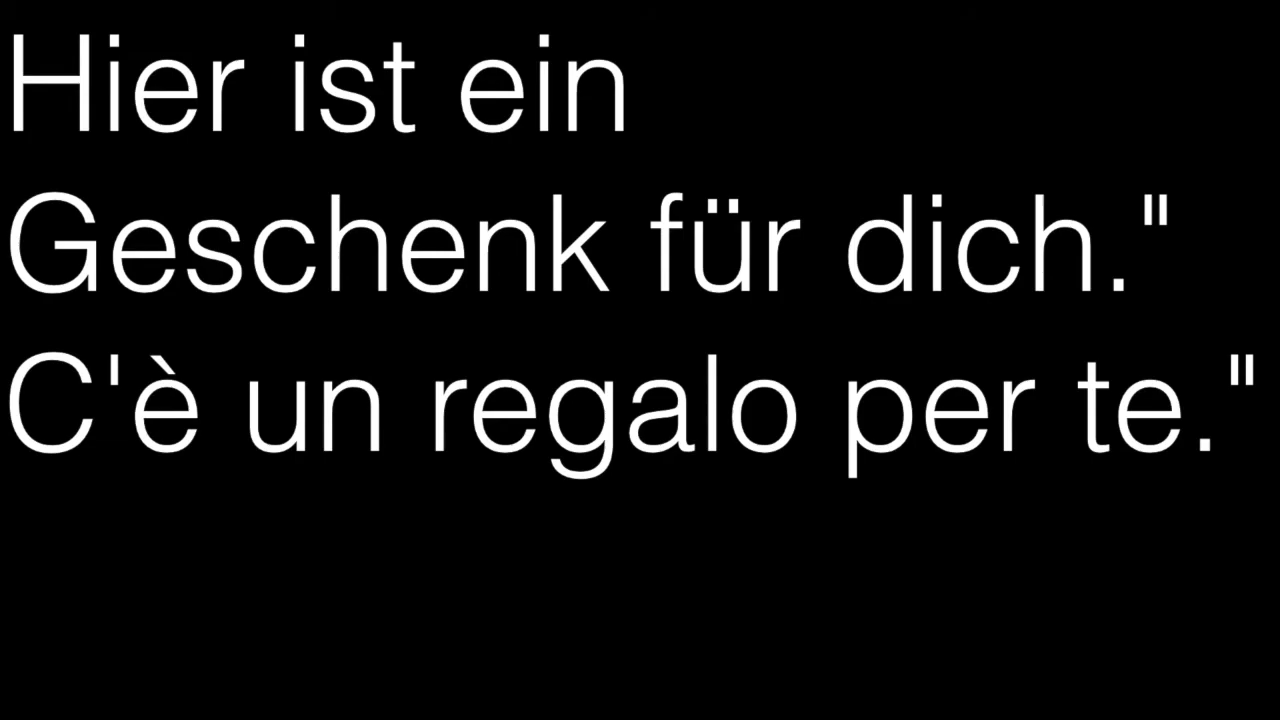 Hier ist ein
Geschenk für dich."
C'è un regalo per te."